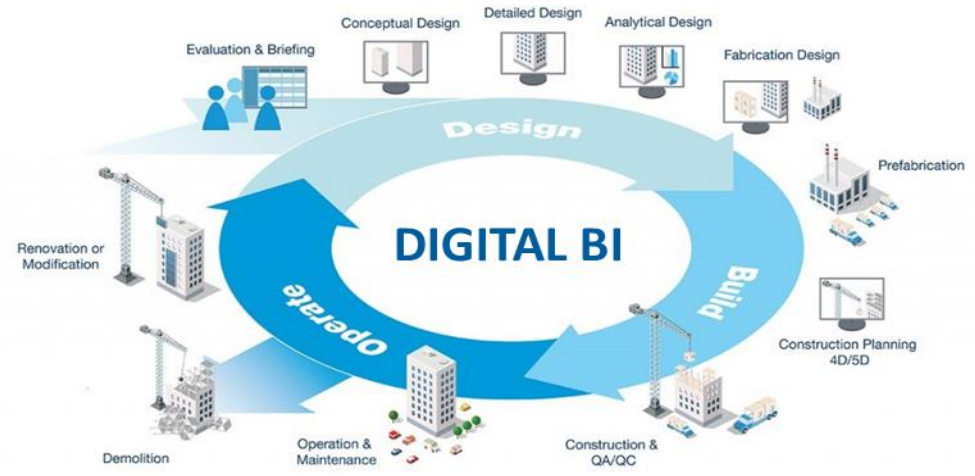 Detailed Design
Conceptual Design
Analytical Design
Evaluation & Briefing
Fabrication Design
Design
Prefabrication
DIGITAL BI
Renovation or
Modification
Build
Operate
Construction Planning
4D/5D
Demolition
Operation &
Maintenance
Construction &
QA/QC